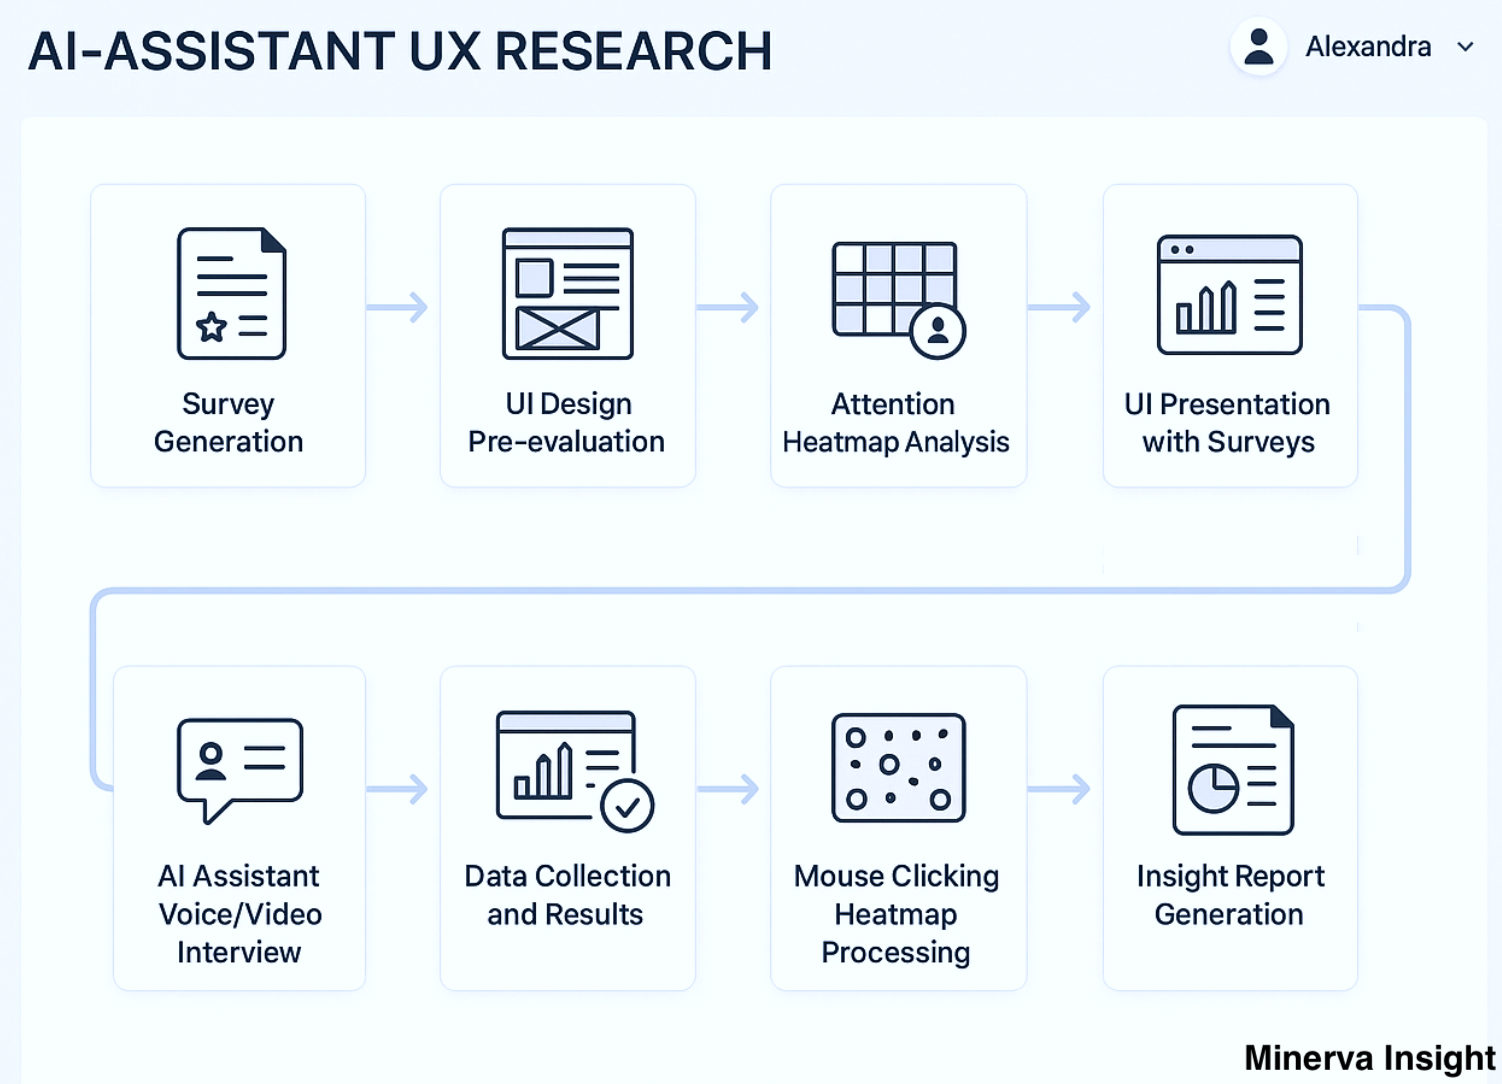 AI-ASSISTANT UX RESEARCH
Alexandra
Survey
Generation
UI Design
Pre-evaluation
Attention
Heatmap Analysis
UI Presentation
with Surveys
AI Assistant
Voice/Video
Interview
Data Collection
and Results
Mouse Clicking
Heatmap
Processing
Insight Report
Generation
Minerva Insight